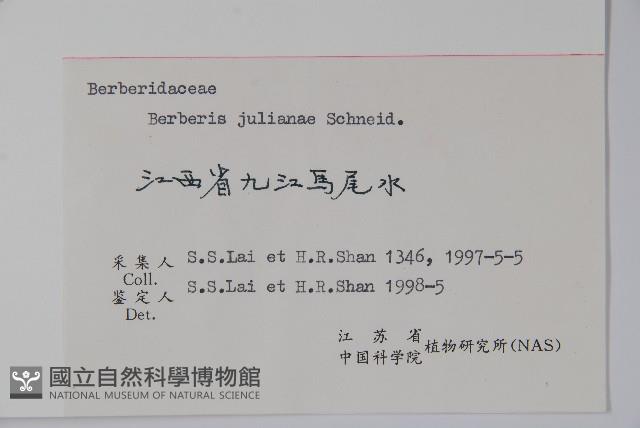 Berberidaceae
Berberis julianae Schneid.
江西省九江馬尾水
采集人 S.S.Lai et H.R.Shan 1346, 1997-5-5
Coll.
鉴定人 S.S.Lai et H.R.Shan 1998-5
Det.
江苏省
中国科学院植物研究所(NAS)
國立自然科學博物館
NATIONAL MUSEUM OF NATURAL SCIENCE